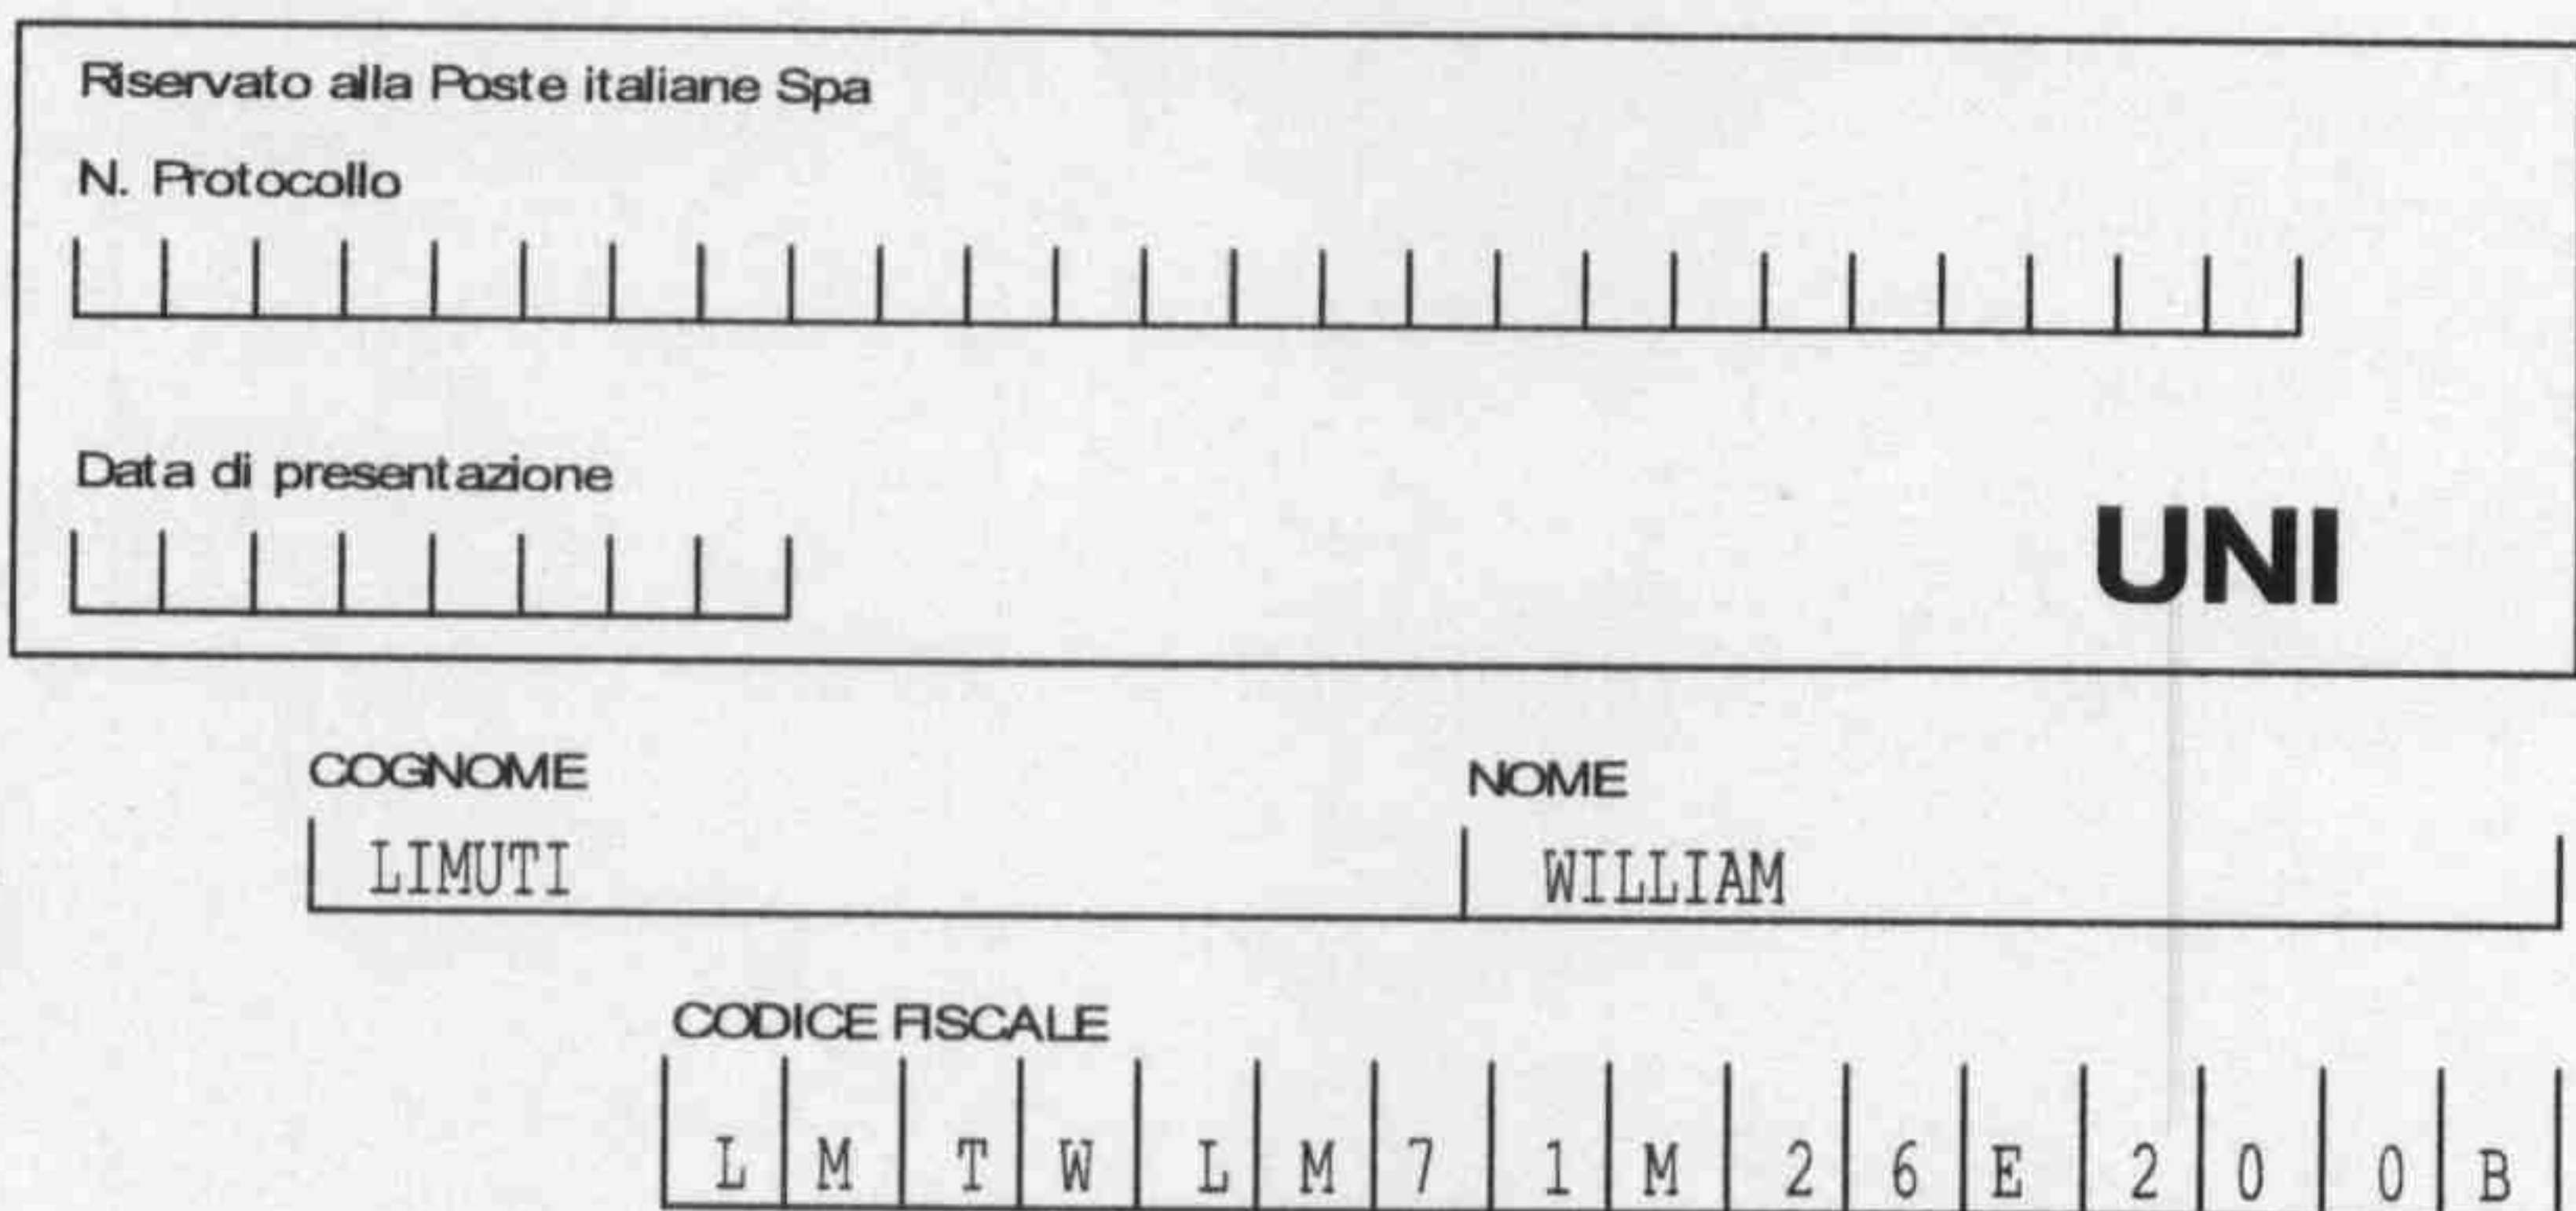 Riservato alla Poste italiane Spa
N. Protocollo
Data di presentazione
UNI
COGNOME NOME
LIMUTI WILLIAM
CODICE FISCALE
L M T W L M 7 1 M 2 6 E 2 0 0 B